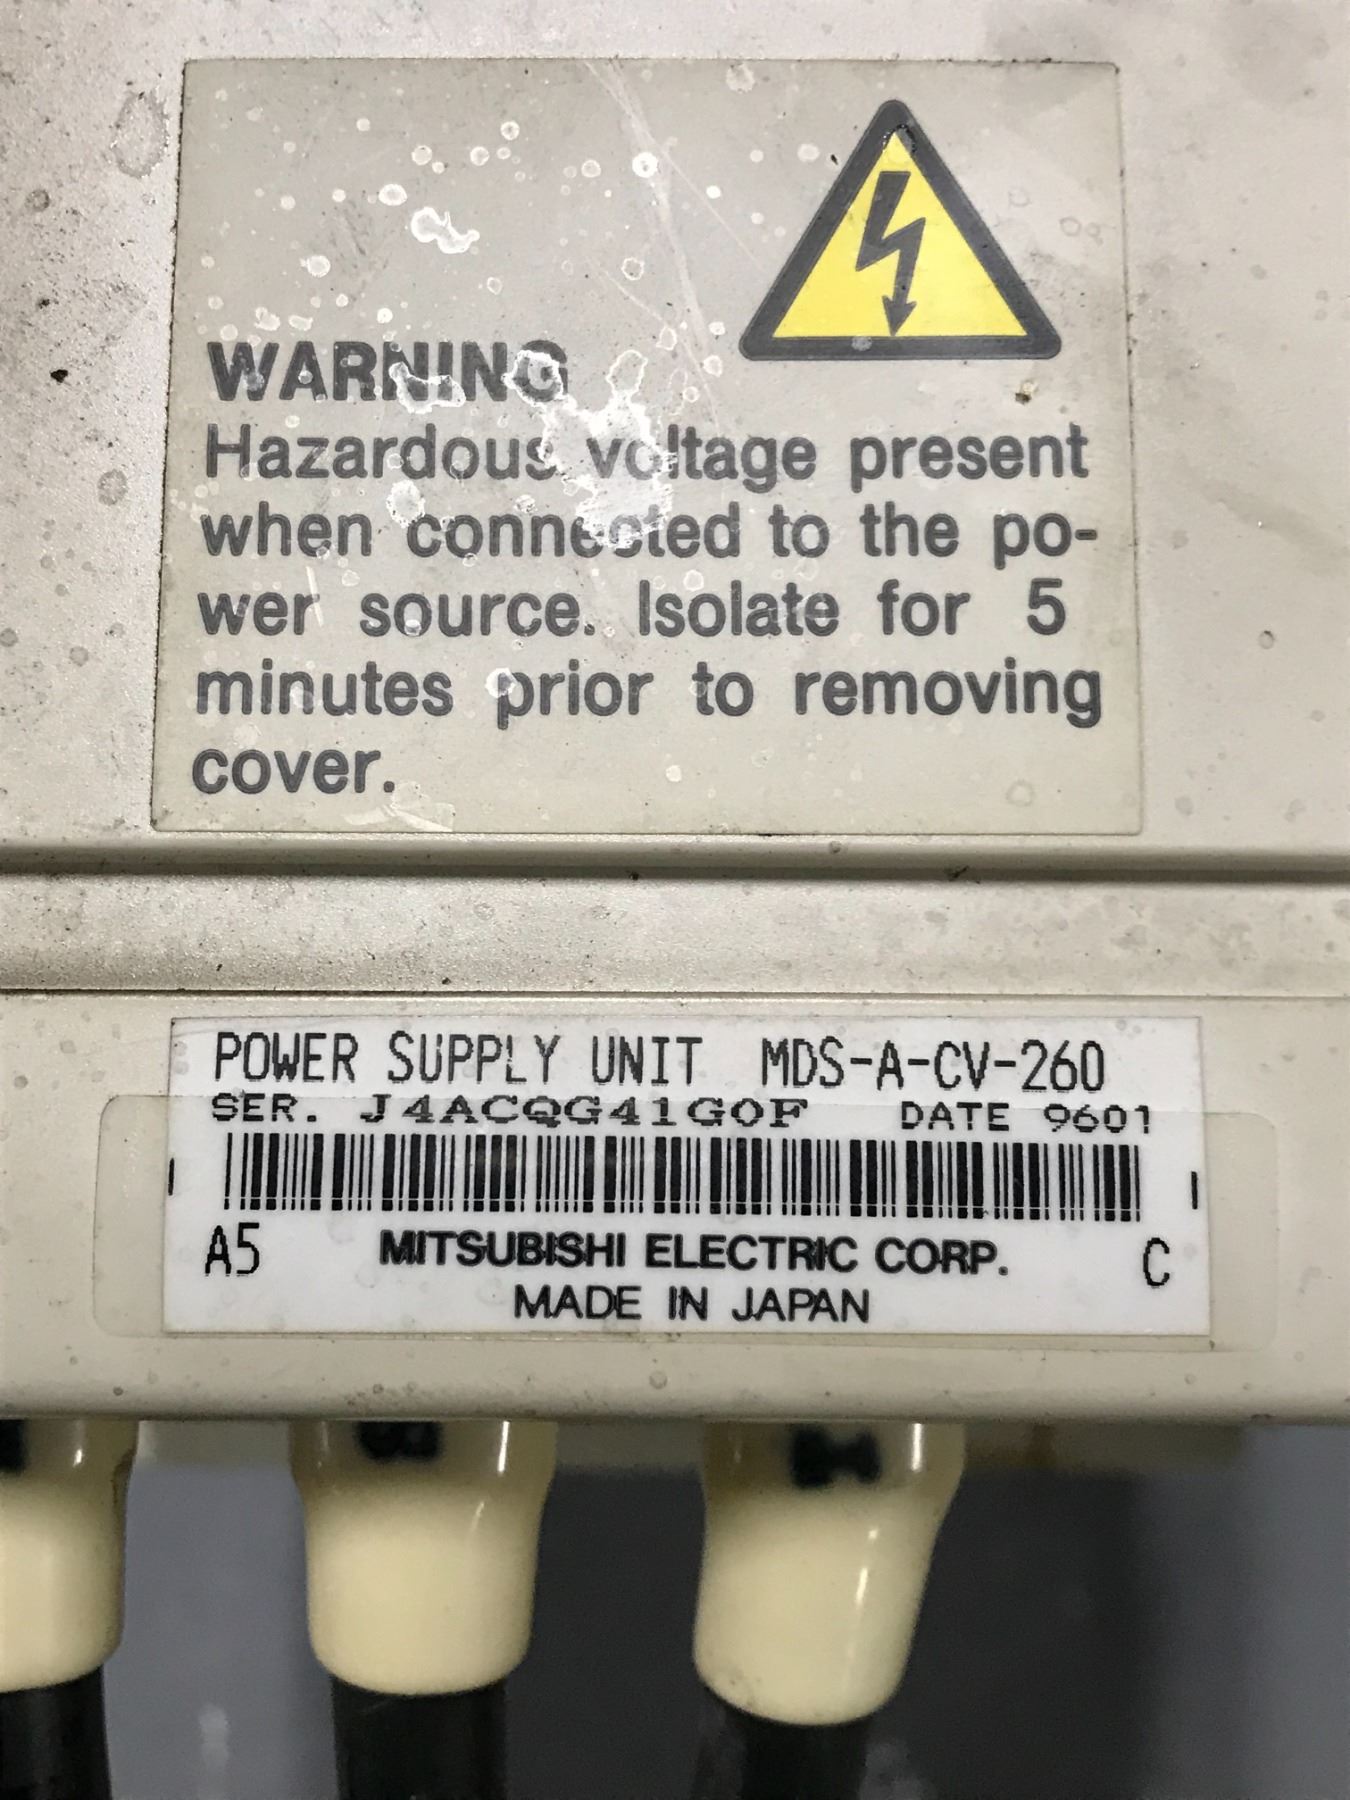 WARNING
Hazardous voltage present
when connected to the po-
wer source. Isolate for 5
minutes prior to removing
cover.
POWER SUPPLY UNIT MDS-A-CV-260
SER. J4ACQG41G0F DATE 9601
A5 MITSUBISHI ELECTRIC CORP. C
MADE IN JAPAN